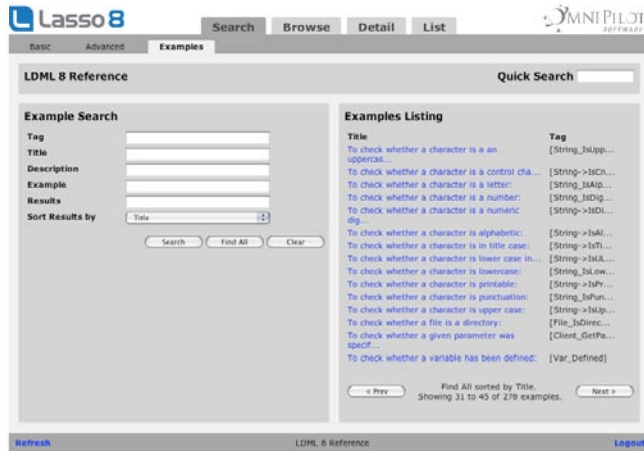 Lasso 8
Search Browse Detail List
OMNIPILOT
SOFTWARE
Basic Advanced Examples
LDML 8 Reference
Quick Search
Example Search
Tag
Title
Description
Example
Results
Sort Results by Title
Search Find All Clear
Examples Listing
Title Tag
To check whether a character is a an uppercas... [String_IsUpp...
To check whether a character is a control cha... [String->IsCn...
To check whether a character is a letter: [String_IsAlp...
To check whether a character is a number: [String_IsDig...
To check whether a character is a numeric dig... [String->IsDi...
To check whether a character is alphabetic: [String->IsAl...
To check whether a character is in title case: [String->IsTi...
To check whether a character is lower case in... [String->IsUL...
To check whether a character is lowercase: [String_IsLow...
To check whether a character is printable: [String->IsPr...
To check whether a character is punctuation: [String_IsPun...
To check whether a character is upper case: [String->IsUp...
To check whether a file is a directory: [File_IsDirec...
To check whether a given parameter was specif... [Client_GetPa...
To check whether a variable has been defined: [Var_Defined]
< Prev
Find All sorted by Title.
Showing 31 to 45 of 278 examples.
Next >
Refresh LDML 8 Reference Logout